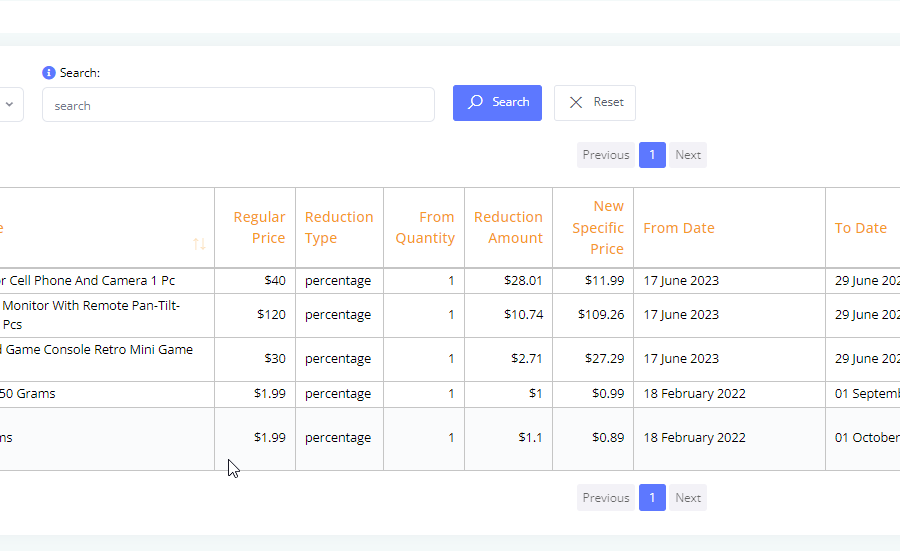 Search:
search
Search
Reset
Previous 1 Next
Regular Price Reduction Type From Quantity Reduction Amount New Specific Price From Date To Date
Cell Phone And Camera 1 Pc $40 percentage 1 $28.01 $11.99 17 June 2023 29 June
Monitor With Remote Pan-Tilt-
Pcs $120 percentage 1 $10.74 $109.26 17 June 2023 29 June
Game Console Retro Mini Game $30 percentage 1 $2.71 $27.29 17 June 2023 29 June
50 Grams $1.99 percentage 1 $1 $0.99 18 February 2022 01
$1.99 percentage 1 $1.1 $0.89 18 February 2022 01 October
Previous 1 Next